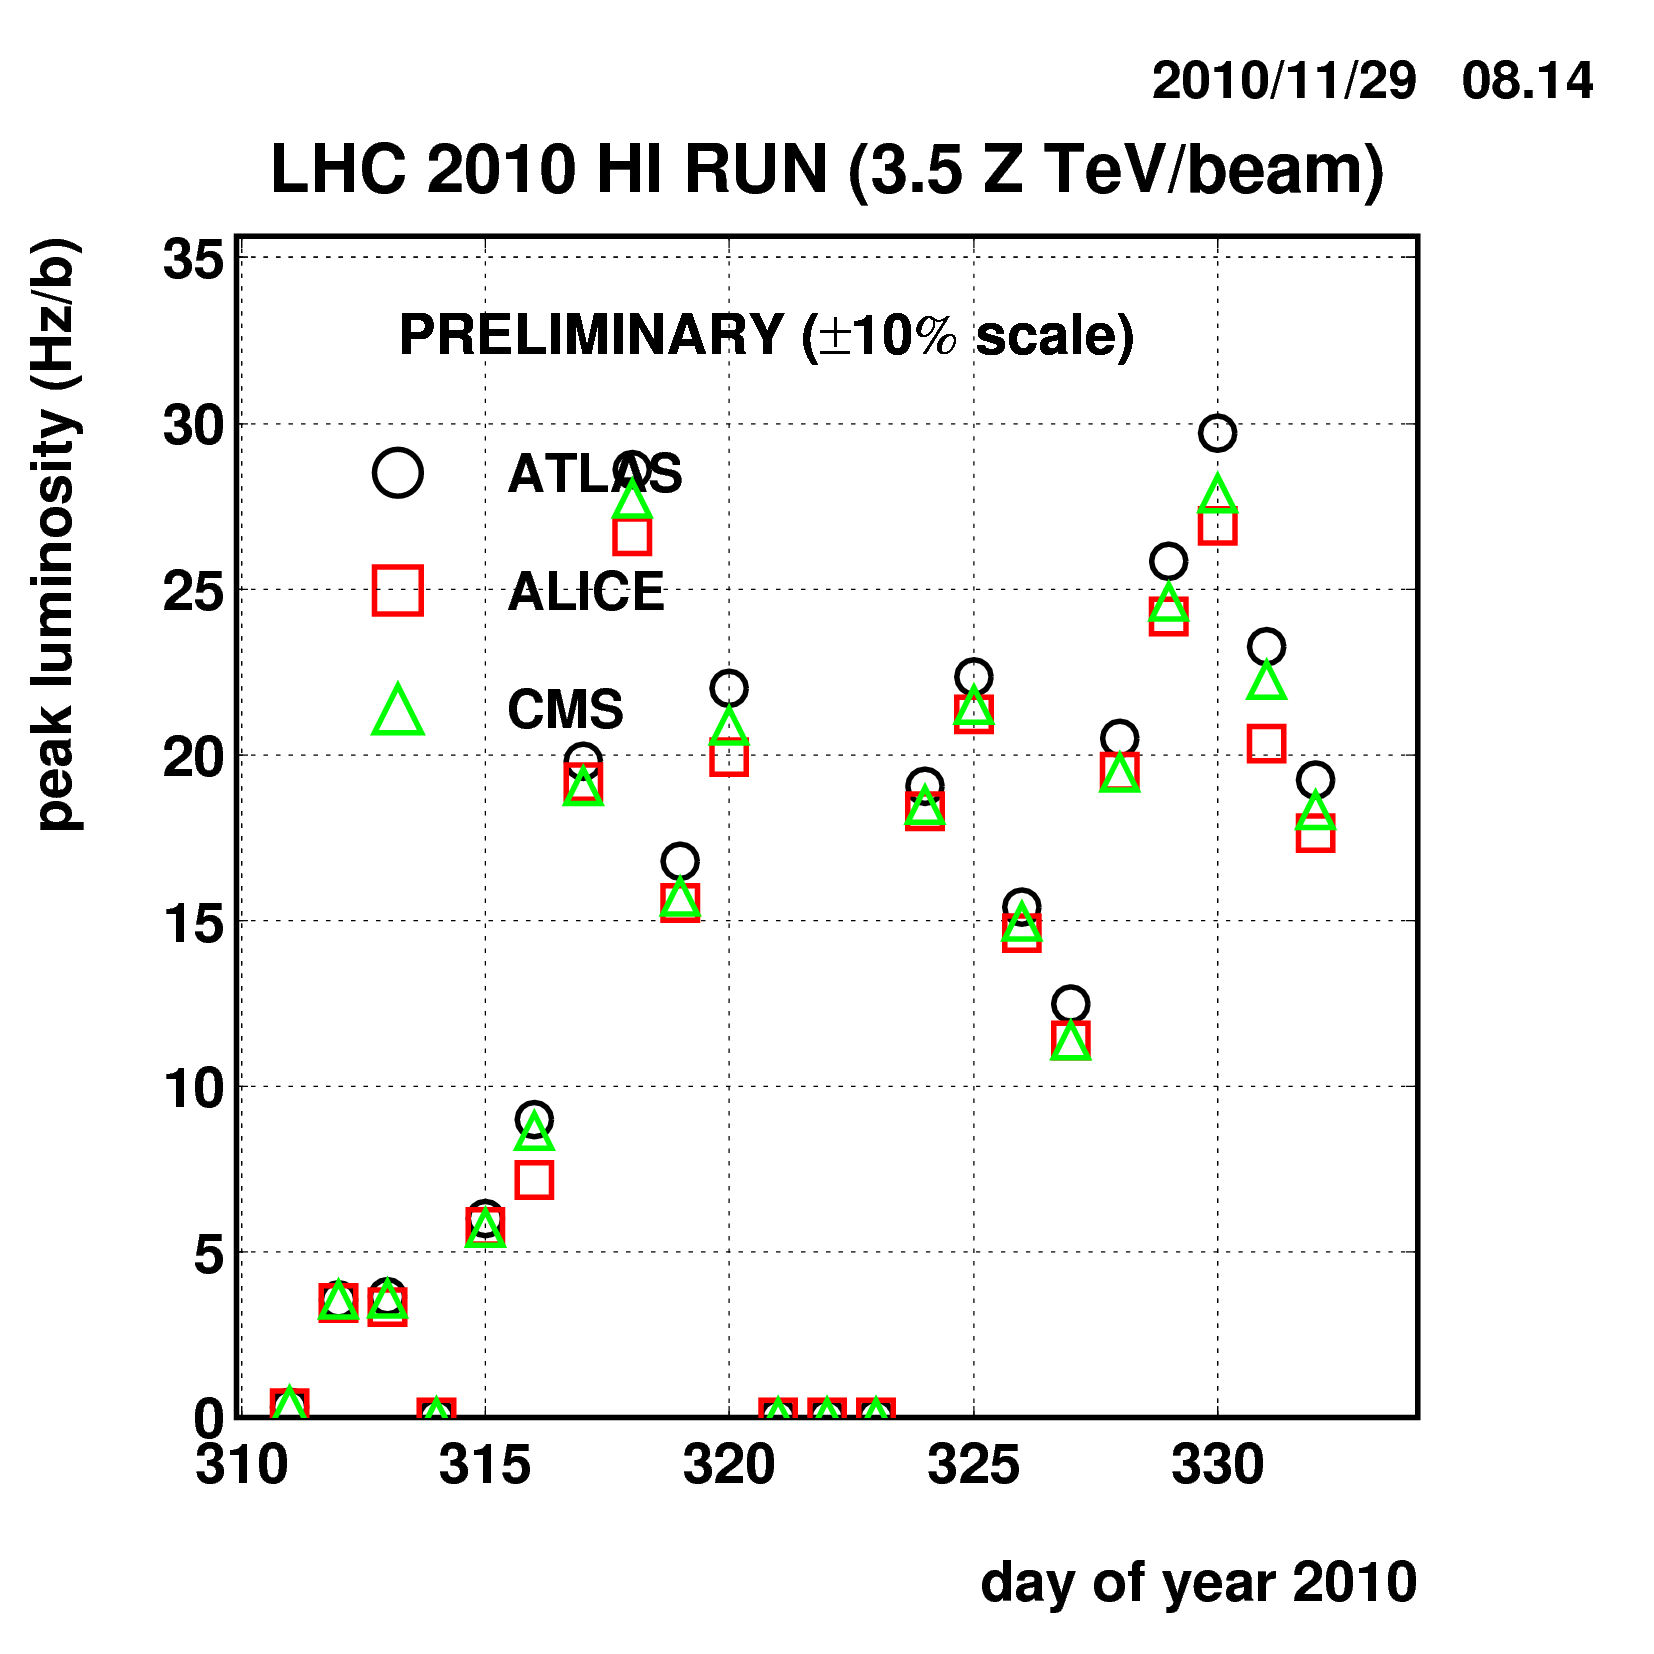 2010/11/29 08.14
LHC 2010 HI RUN (3.5 Z TeV/beam)
peak luminosity (Hz/b)
35
30
25
20
15
10
5
0
PRELIMINARY (±10% scale)
ATLAS
ALICE
CMS
310 315 320 325 330
day of year 2010